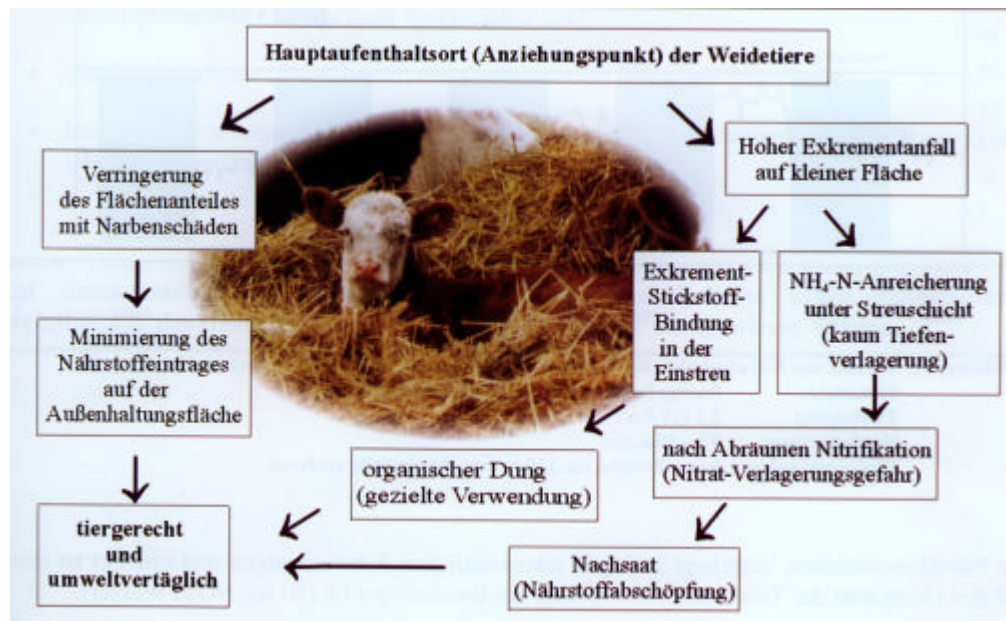 Hauptaufenthaltsort (Anziehungspunkt) der Weidetiere
Verringerung
des Flächenanteiles
mit Narbenschäden
Hoher Exkrementanfall
auf kleiner Fläche
Exkrement-
Stickstoff-
Bindung
in der
Einstreu
NH₄-N-Anreicherung
unter Streuschicht
(kaum Tiefen-
verlagerung)
Minimierung des
Nährstoffeintrages
auf der
Außenhaltungsfläche
organischer Dung
(gezielte Verwendung)
nach Abräumen Nitrifikation
(Nitrat-Verlagerungsgefahr)
tiergerecht
und
umweltverträglich
Nachsaat
(Nährstoffabschöpfung)